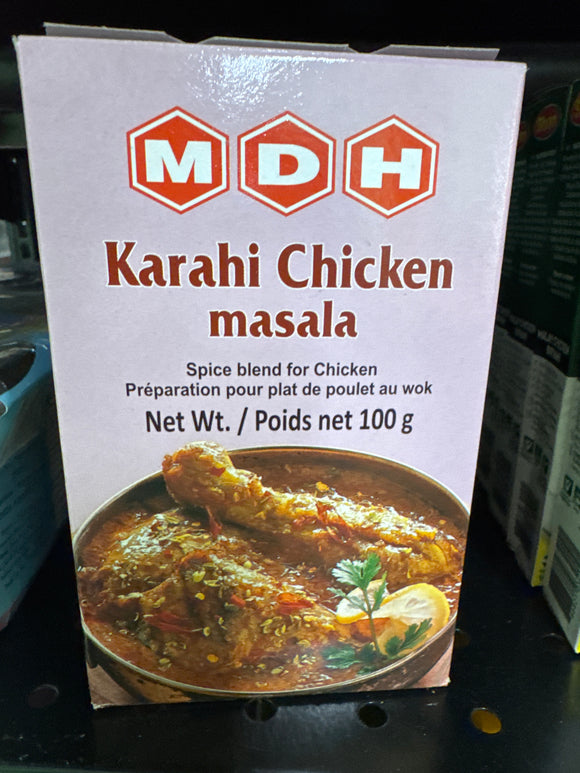 MDH
Karahi Chicken
masala
Spice blend for Chicken
Préparation pour plat de poulet au wok
Net Wt. / Poids net 100 g